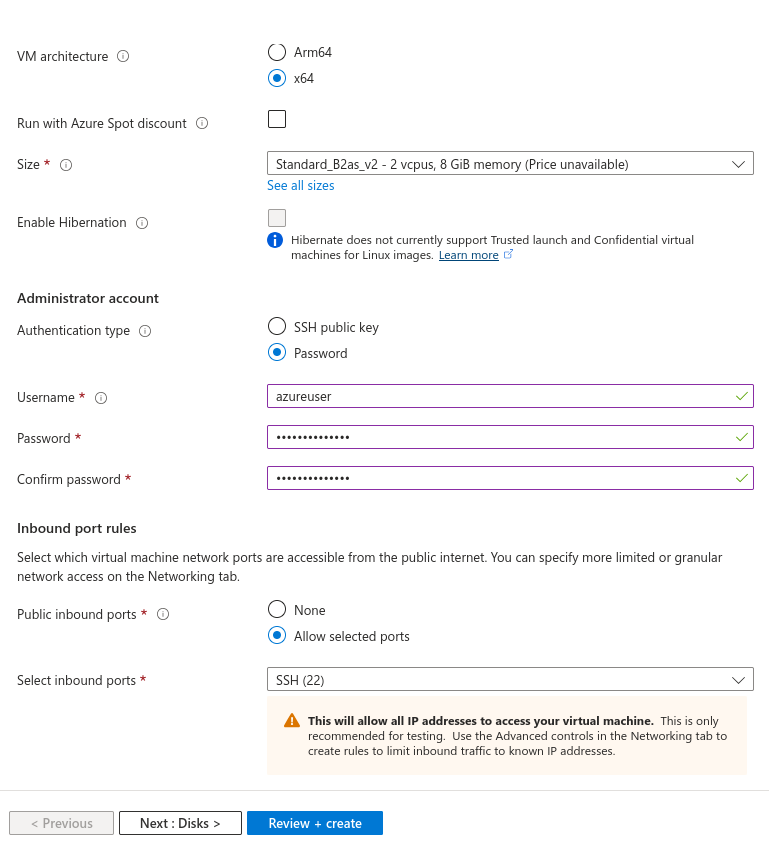 VM architecture
Arm64
x64
Run with Azure Spot discount
Size *
Standard_B2as_v2 - 2 vcpus, 8 GiB memory (Price unavailable)
See all sizes
Enable Hibernation
Hibernate does not currently support Trusted launch and Confidential virtual
machines for Linux images. Learn more
Administrator account
Authentication type
SSH public key
Password
Username *
azureuser
Password *
••••••••••••••
Confirm password *
••••••••••••••
Inbound port rules
Select which virtual machine network ports are accessible from the public internet. You can specify more limited or granular
network access on the Networking tab.
Public inbound ports *
None
Allow selected ports
Select inbound ports *
SSH (22)
This will allow all IP addresses to access your virtual machine. This is only
recommended for testing. Use the Advanced controls in the Networking tab to
create rules to limit inbound traffic to known IP addresses.
< Previous
Next : Disks >
Review + create